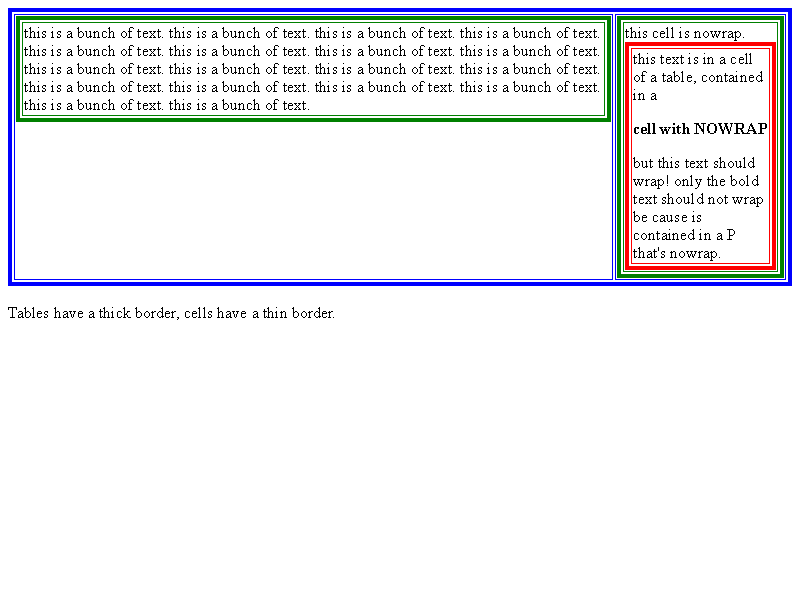 this is a bunch of text. this is a bunch of text. this is a bunch of text. this is a bunch of text.
this is a bunch of text. this is a bunch of text. this is a bunch of text. this is a bunch of text.
this is a bunch of text. this is a bunch of text. this is a bunch of text. this is a bunch of text.
this is a bunch of text. this is a bunch of text. this is a bunch of text. this is a bunch of text.
this is a bunch of text. this is a bunch of text.
this cell is nowrap.
this text is in a cell
of a table, contained
in a
cell with NOWRAP
but this text should
wrap! only the bold
text should not wrap
be cause is
contained in a P
that's nowrap.
Tables have a thick border, cells have a thin border.